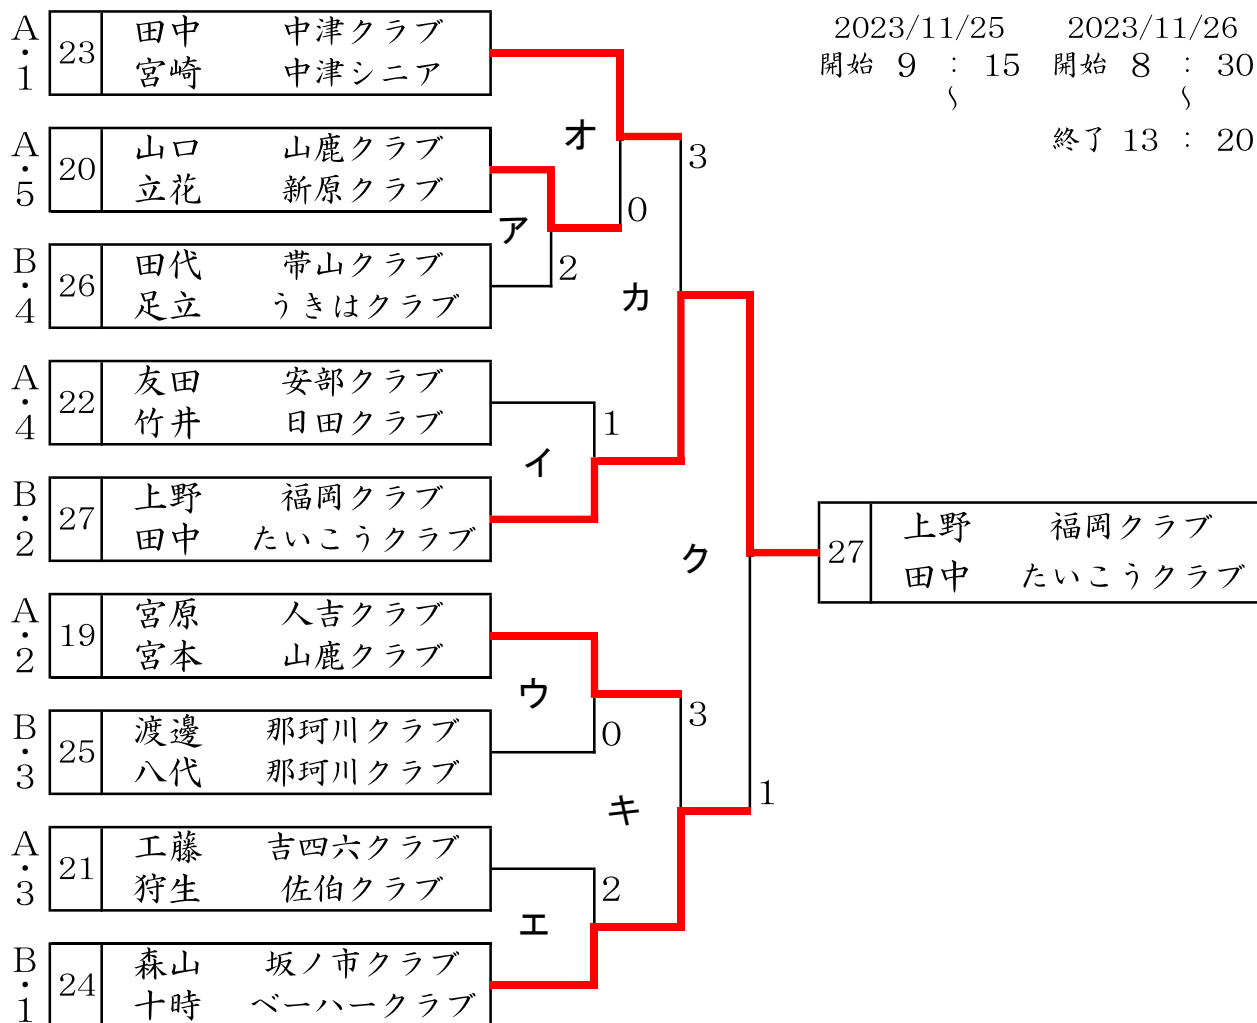 2023/11/25 2023/11/26
開始 9 : 15 開始 8 : 30
～ ～
終了 13 : 20
A・1 23 田中 中津クラブ
宮崎 中津シニア
オ
3
A・5 20 山口 山鹿クラブ
立花 新原クラブ
0
ア
B・4 26 田代 帯山クラブ
足立 うきはクラブ
2
カ
A・4 22 友田 安部クラブ
竹井 日田クラブ
1
イ
B・2 27 上野 福岡クラブ
田中 たいこうクラブ
ク
27 上野 福岡クラブ
田中 たいこうクラブ
A・2 19 宮原 人吉クラブ
宮本 山鹿クラブ
ウ
3
B・3 25 渡邊 那珂川クラブ
八代 那珂川クラブ
0
キ
1
A・3 21 工藤 吉四六クラブ
狩生 佐伯クラブ
2
エ
B・1 24 森山 坂ノ市クラブ
十時 ベーハークラブ